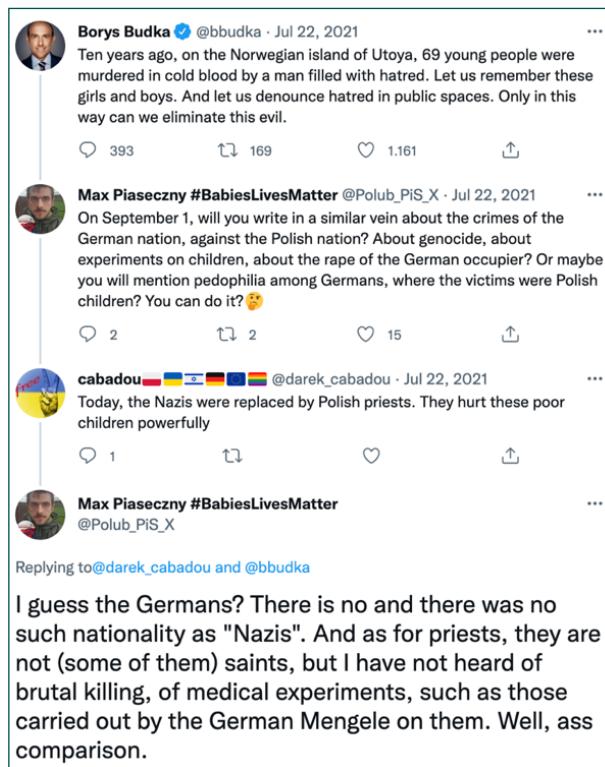 Borys Budka @bbudka · Jul 22, 2021
Ten years ago, on the Norwegian island of Utoya, 69 young people were
murdered in cold blood by a man filled with hatred. Let us remember these
girls and boys. And let us denounce hatred in public spaces. Only in this
way can we eliminate this evil.
393 169 1.161
Max Piaseczny #BabiesLivesMatter @Polub_PiS_X · Jul 22, 2021
On September 1, will you write in a similar vein about the crimes of the
German nation, against the Polish nation? About genocide, about
experiments on children, about the rape of the German occupier? Or maybe
you will mention pedophilia among Germans, where the victims were Polish
children? You can do it?🤔
2 2 15
free
cabadou🇵🇱🇺🇦🇮🇱🇩🇪🇪🇺🏳️‍🌈 @darek_cabadou · Jul 22, 2021
Today, the Nazis were replaced by Polish priests. They hurt these poor
children powerfully
1
Max Piaseczny #BabiesLivesMatter
@Polub_PiS_X
Replying to@darek_cabadou and @bbudka
I guess the Germans? There is no and there was no
such nationality as "Nazis". And as for priests, they are
not (some of them) saints, but I have not heard of
brutal killing, of medical experiments, such as those
carried out by the German Mengele on them. Well, ass
comparison.